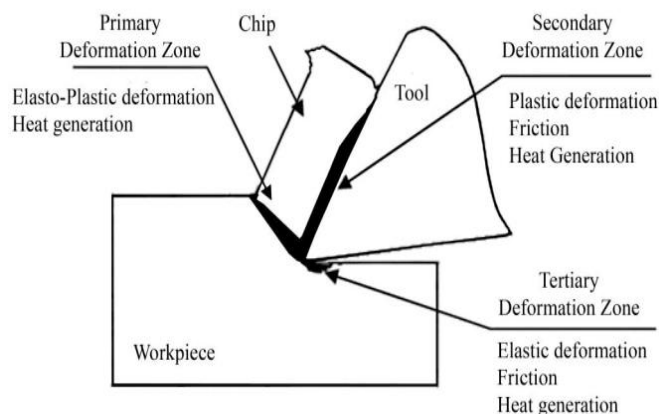 Primary
Deformation Zone
Elasto-Plastic deformation
Heat generation
Chip
Tool
Secondary
Deformation Zone
Plastic deformation
Friction
Heat Generation
Workpiece
Tertiary
Deformation Zone
Elastic deformation
Friction
Heat generation